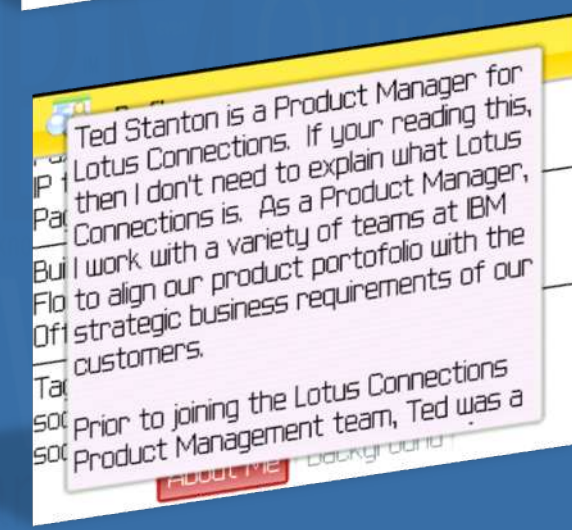 Ted Stanton is a Product Manager for
Lotus Connections. If your reading this,
then I don't need to explain what Lotus
Connections is. As a Product Manager,
I work with a variety of teams at IBM
to align our product portofolio with the
strategic business requirements of our
customers.
Prior to joining the Lotus Connections
Product Management team, Ted was a
About Me Background